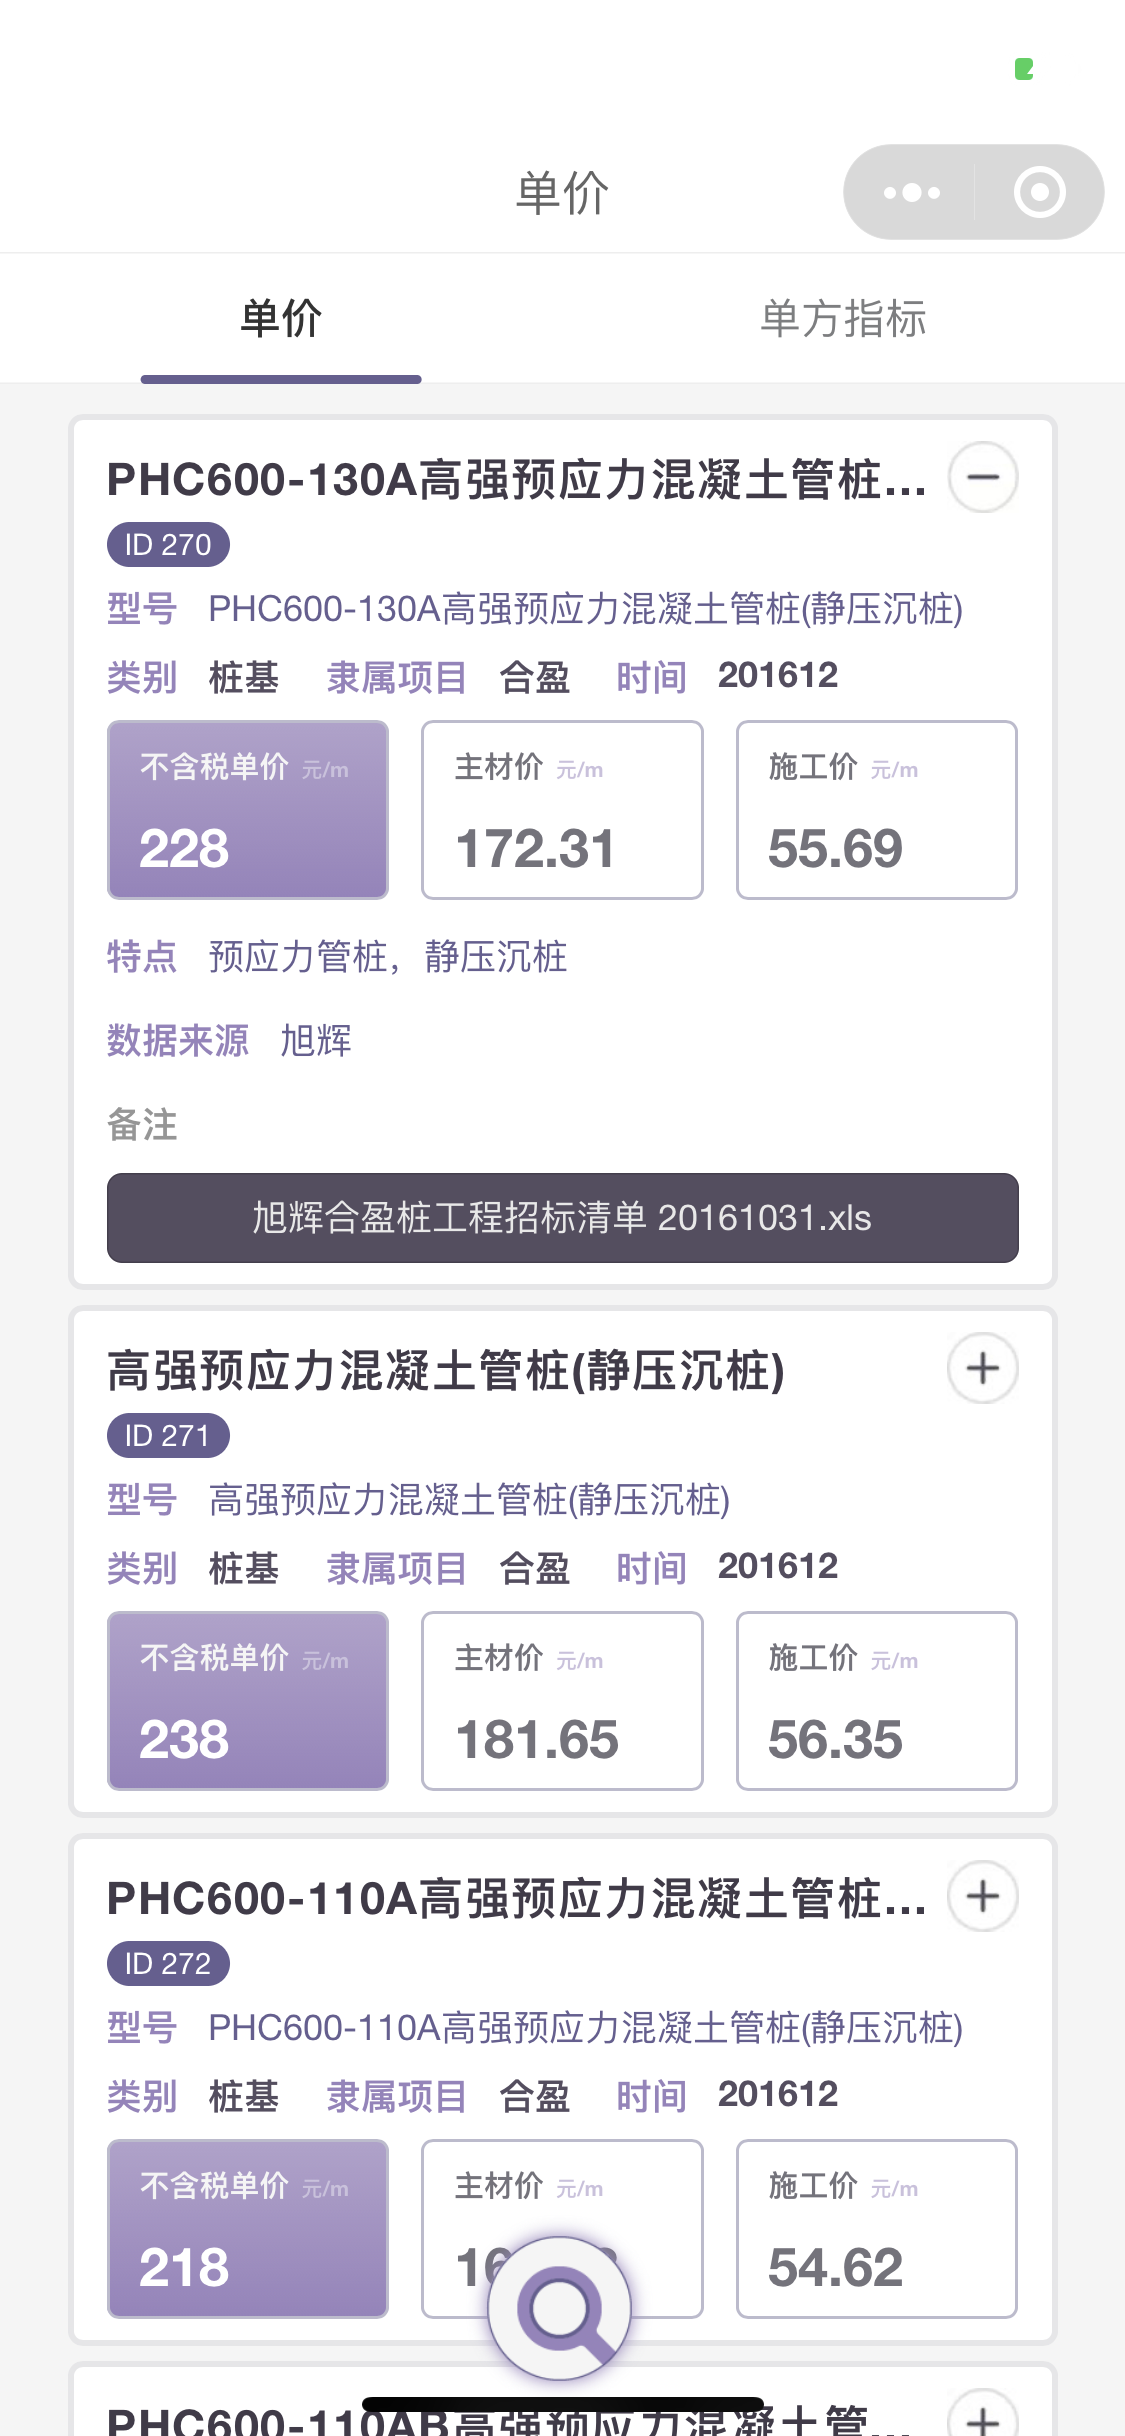 单价
单价 单方指标
PHC600-130A高强预应力混凝土管桩...
ID 270
型号 PHC600-130A高强预应力混凝土管桩(静压沉桩)
类别 桩基 隶属项目 合盈 时间 201612
不含税单价 元/m 主材价 元/m 施工价 元/m
228 172.31 55.69
特点 预应力管桩，静压沉桩
数据来源 旭辉
备注
旭辉合盈桩工程招标清单 20161031.xls
高强预应力混凝土管桩(静压沉桩)
ID 271
型号 高强预应力混凝土管桩(静压沉桩)
类别 桩基 隶属项目 合盈 时间 201612
不含税单价 元/m 主材价 元/m 施工价 元/m
238 181.65 56.35
PHC600-110A高强预应力混凝土管桩...
ID 272
型号 PHC600-110A高强预应力混凝土管桩(静压沉桩)
类别 桩基 隶属项目 合盈 时间 201612
不含税单价 元/m 主材价 元/m 施工价 元/m
218 54.62
PHC600-110AB高强预应力混凝土管...